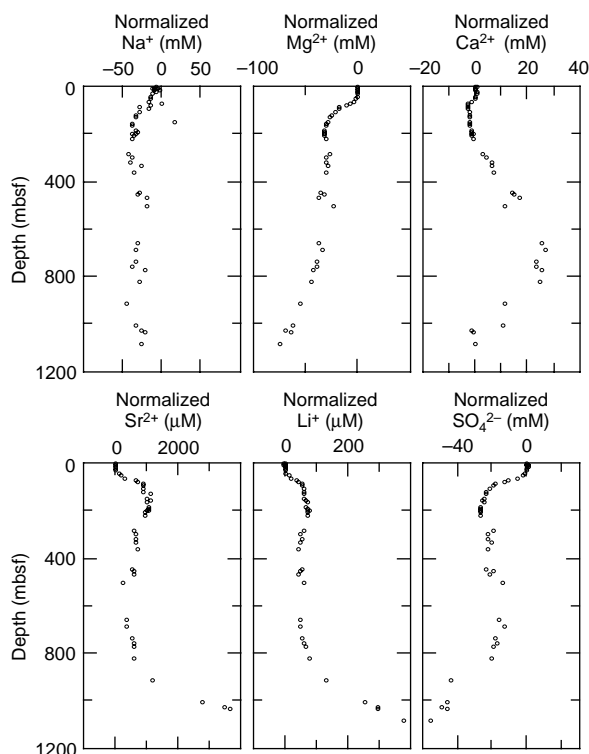 Normalized Normalized Normalized
Na⁺ (mM) Mg²⁺ (mM) Ca²⁺ (mM)
−50 0 50 −100 0 −20 0 20 40
0
400
800
1200
Depth (mbsf)
Normalized Normalized Normalized
Sr²⁺ (μM) Li⁺ (μM) SO₄²⁻ (mM)
0 2000 0 200 −40 0
0
400
800
1200
Depth (mbsf)